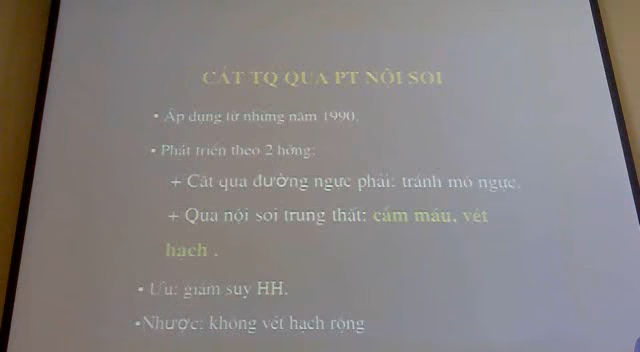 CẮT TQ QUA PT NỘI SOI
• Áp dụng từ những năm 1990.
• Phát triển theo 2 hớng:
+ Cắt qua đường ngực phải: tránh mỏ ngực.
+ Qua nội soi trung thất: cầm máu, vét
hạch .
• Ưu: giảm suy HH.
•Nhược: không vét hạch rộng